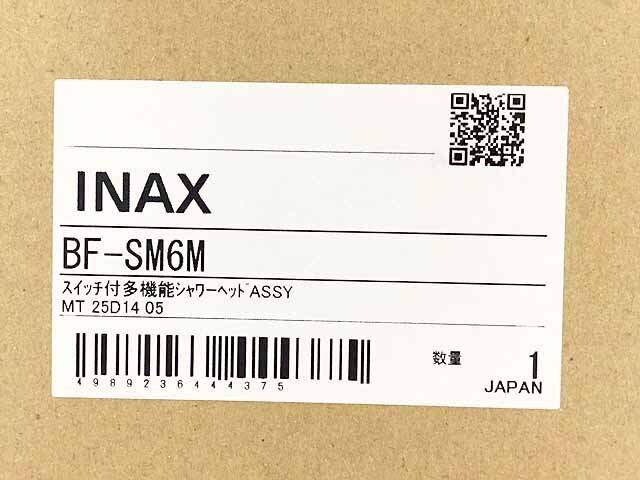 INAX
BF-SM6M
スイッチ付多機能シャワーヘッドASSY
MT 25D14 05
4989236444375
数量 1
JAPAN